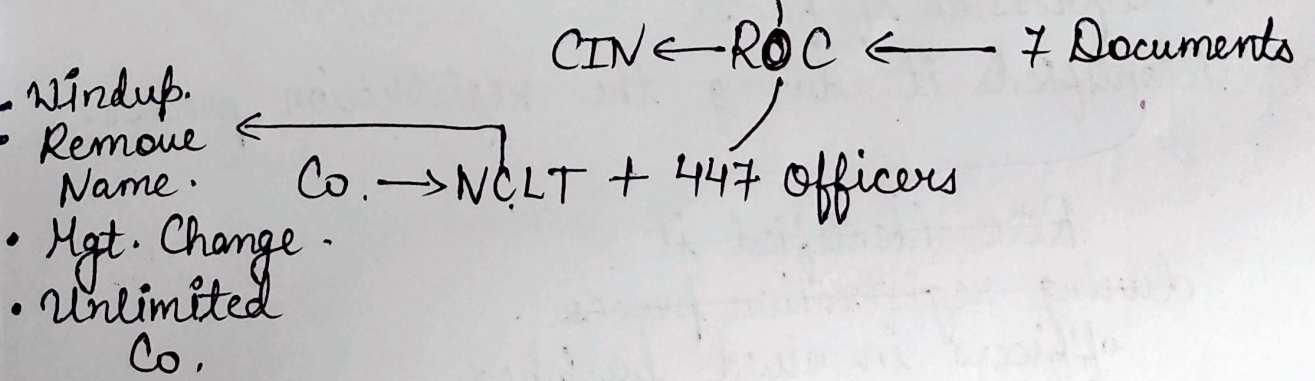 CIN ← ROC ← 7 Documents
- Windup.
• Remove
Name.
Co. → NCLT + 447 Officers
• Mgt. Change.
• Unlimited
Co.